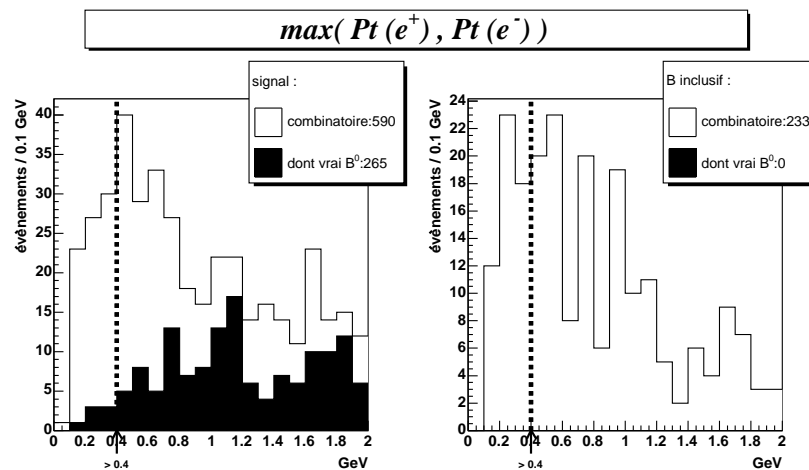 max( Pt (e⁺) , Pt (e⁻) )
signal :
combinatoire:590
dont vrai B⁰:265
évènements / 0.1 GeV
40
35
30
25
20
15
10
5
0
0 0.2 0.4 0.6 0.8 1 1.2 1.4 1.6 1.8 2
> 0.4
GeV
B inclusif :
combinatoire:233
dont vrai B⁰:0
évènements / 0.1 GeV
24
22
20
18
16
14
12
10
8
6
4
2
0
0 0.2 0.4 0.6 0.8 1 1.2 1.4 1.6 1.8 2
> 0.4
GeV